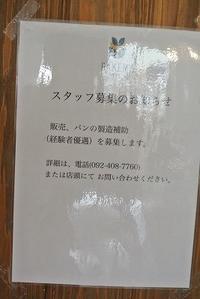 スタッフ募集のお知らせ
販売、パンの製造補助
(経験者優遇)を募集します。
詳細は、電話(092-408-7760)
または店頭にて お問い合わせください。